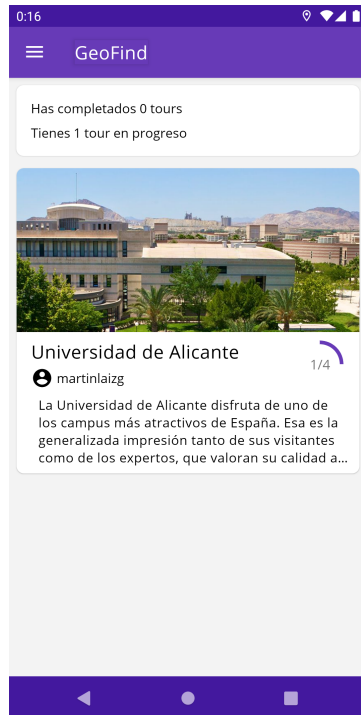 0:16
GeoFind
Has completados 0 tours
Tienes 1 tour en progreso
Universidad de Alicante
1/4
martinlaizg
La Universidad de Alicante disfruta de uno de
los campus más atractivos de España. Esa es la
generalizada impresión tanto de sus visitantes
como de los expertos, que valoran su calidad a...